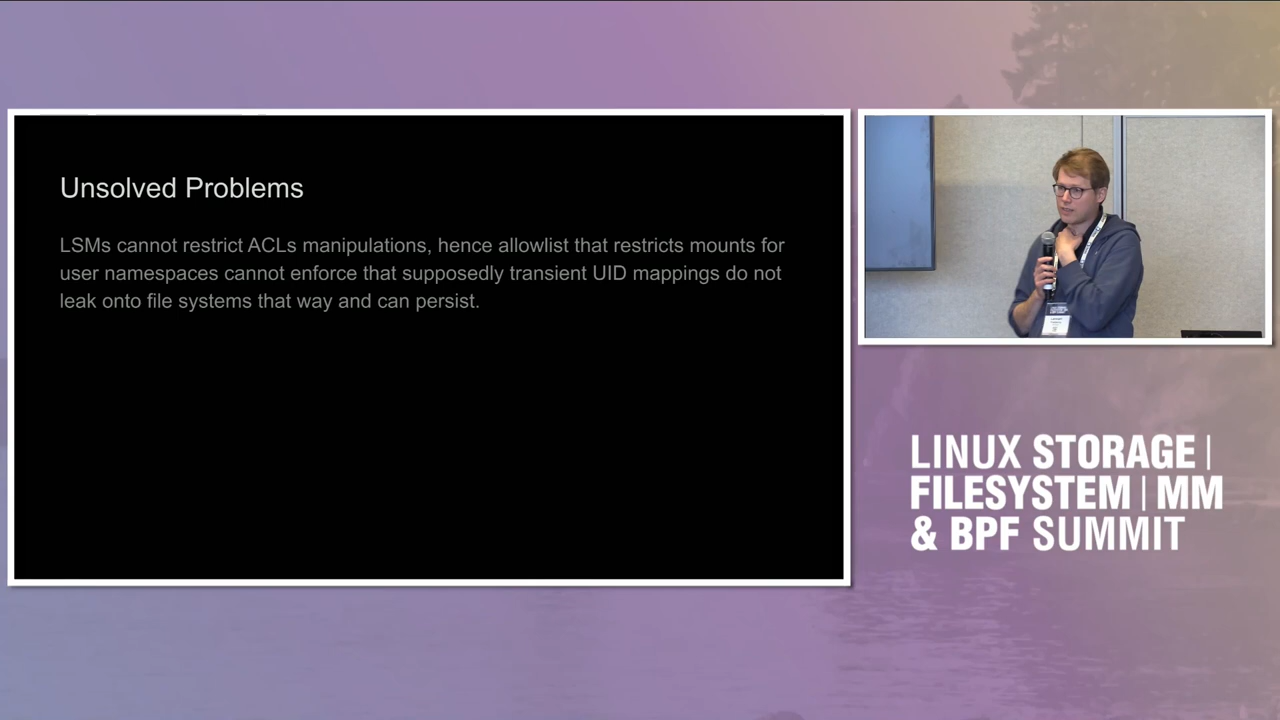 Unsolved Problems
LSMs cannot restrict ACLs manipulations, hence allowlist that restricts mounts for
user namespaces cannot enforce that supposedly transient UID mappings do not
leak onto file systems that way and can persist.
LINUX STORAGE |
FILESYSTEM | MM
& BPF SUMMIT